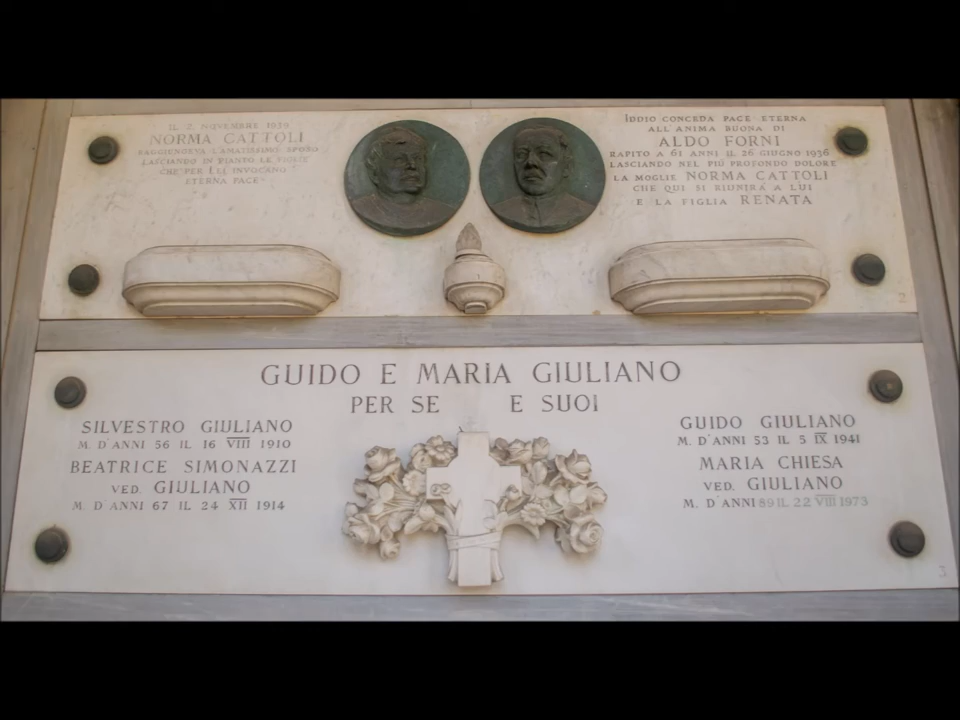 IL 2 NOVEMBRE 1959
NORMA CATTOLI
RAGGIUNGEVA L'AMATISSIMO SPOSO
LASCIANDO IN PIANTO LE FIGLIE
CHE PER LEI INVOCANO
ETERNA PACE
IDDIO CONCEDA PACE ETERNA
ALL'ANIMA BUONA DI
ALDO FORNI
RAPITO A 61 ANNI IL 26 GIUGNO 1936
LASCIANDO NEL PIÙ PROFONDO DOLORE
LA MOGLIE NORMA CATTOLI
CHE QUI SI RIUNIRÀ A LUI
E LA FIGLIA RENATA
2
GUIDO E MARIA GIULIANO
PER SE E SUOI
SILVESTRO GIULIANO
M. D'ANNI 56 IL 16 VIII 1910
BEATRICE SIMONAZZI
VED. GIULIANO
M. D'ANNI 67 IL 24 XII 1914
GUIDO GIULIANO
M. D'ANNI 53 IL 5 IX 1941
MARIA CHIESA
VED. GIULIANO
M. D'ANNI 89 IL 22 VIII 1973
3